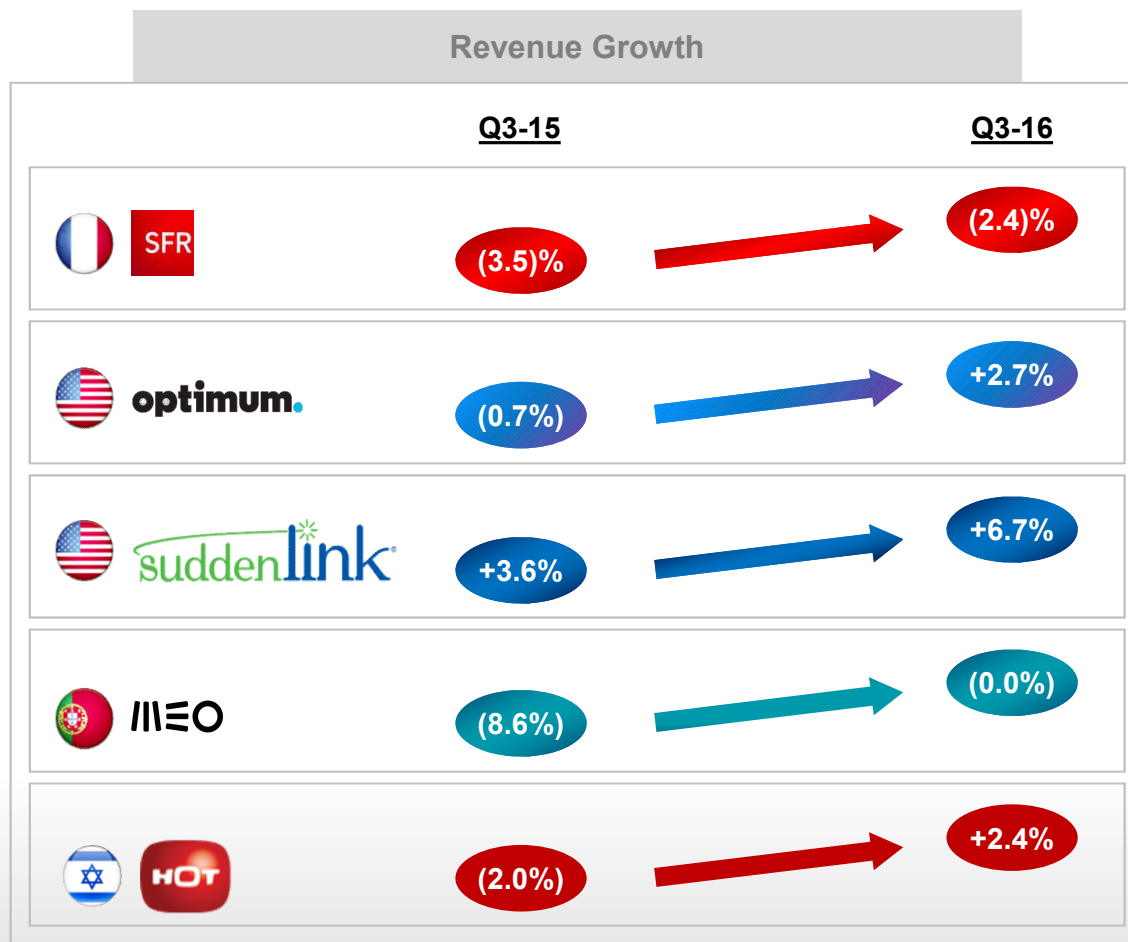 Revenue Growth
Q3-15 Q3-16
SFR (3.5)% (2.4)%
optimum. (0.7%) +2.7%
suddenlink® +3.6% +6.7%
MEO (8.6%) (0.0%)
HOT (2.0%) +2.4%